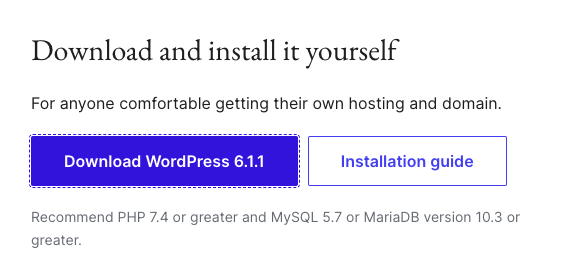 Download and install it yourself
For anyone comfortable getting their own hosting and domain.
Download WordPress 6.1.1
Installation guide
Recommend PHP 7.4 or greater and MySQL 5.7 or MariaDB version 10.3 or
greater.